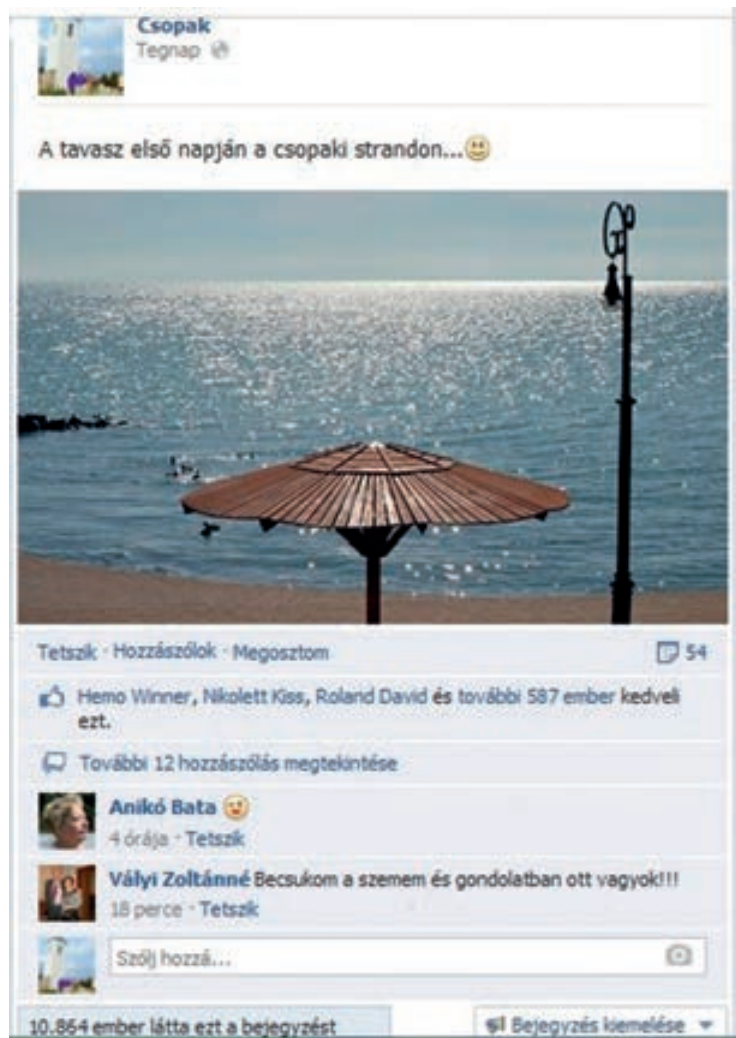 Csopak
Tegnap
A tavasz első napján a csopaki strandon...
Tetszik · Hozzászólok · Megosztom 54
Hemo Winner, Nikolett Kiss, Roland David és további 587 ember kedveli
ezt.
További 12 hozzászólás megtekintése
Anikó Bata
4 órája · Tetszik
Vályi Zoltánné Becsukom a szemem és gondolatban ott vagyok!!!
18 perce · Tetszik
Szólj hozzá...
10.864 ember látta ezt a bejegyzést Bejegyzés kiemelése